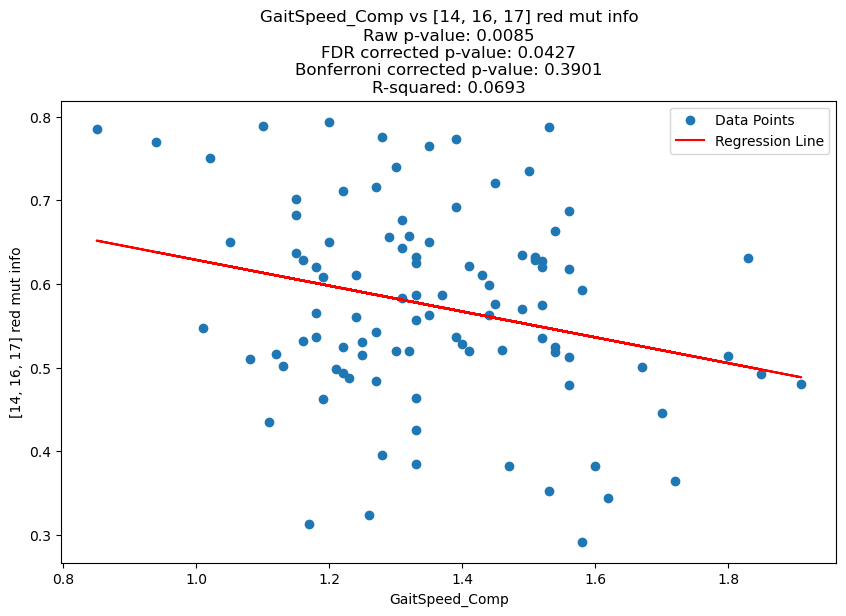 GaitSpeed_Comp vs [14, 16, 17] red mut info
Raw p-value: 0.0085
FDR corrected p-value: 0.0427
Bonferroni corrected p-value: 0.3901
R-squared: 0.0693
Data Points
Regression Line
[14, 16, 17] red mut info
0.8
0.7
0.6
0.5
0.4
0.3
0.8 1.0 1.2 1.4 1.6 1.8
GaitSpeed_Comp